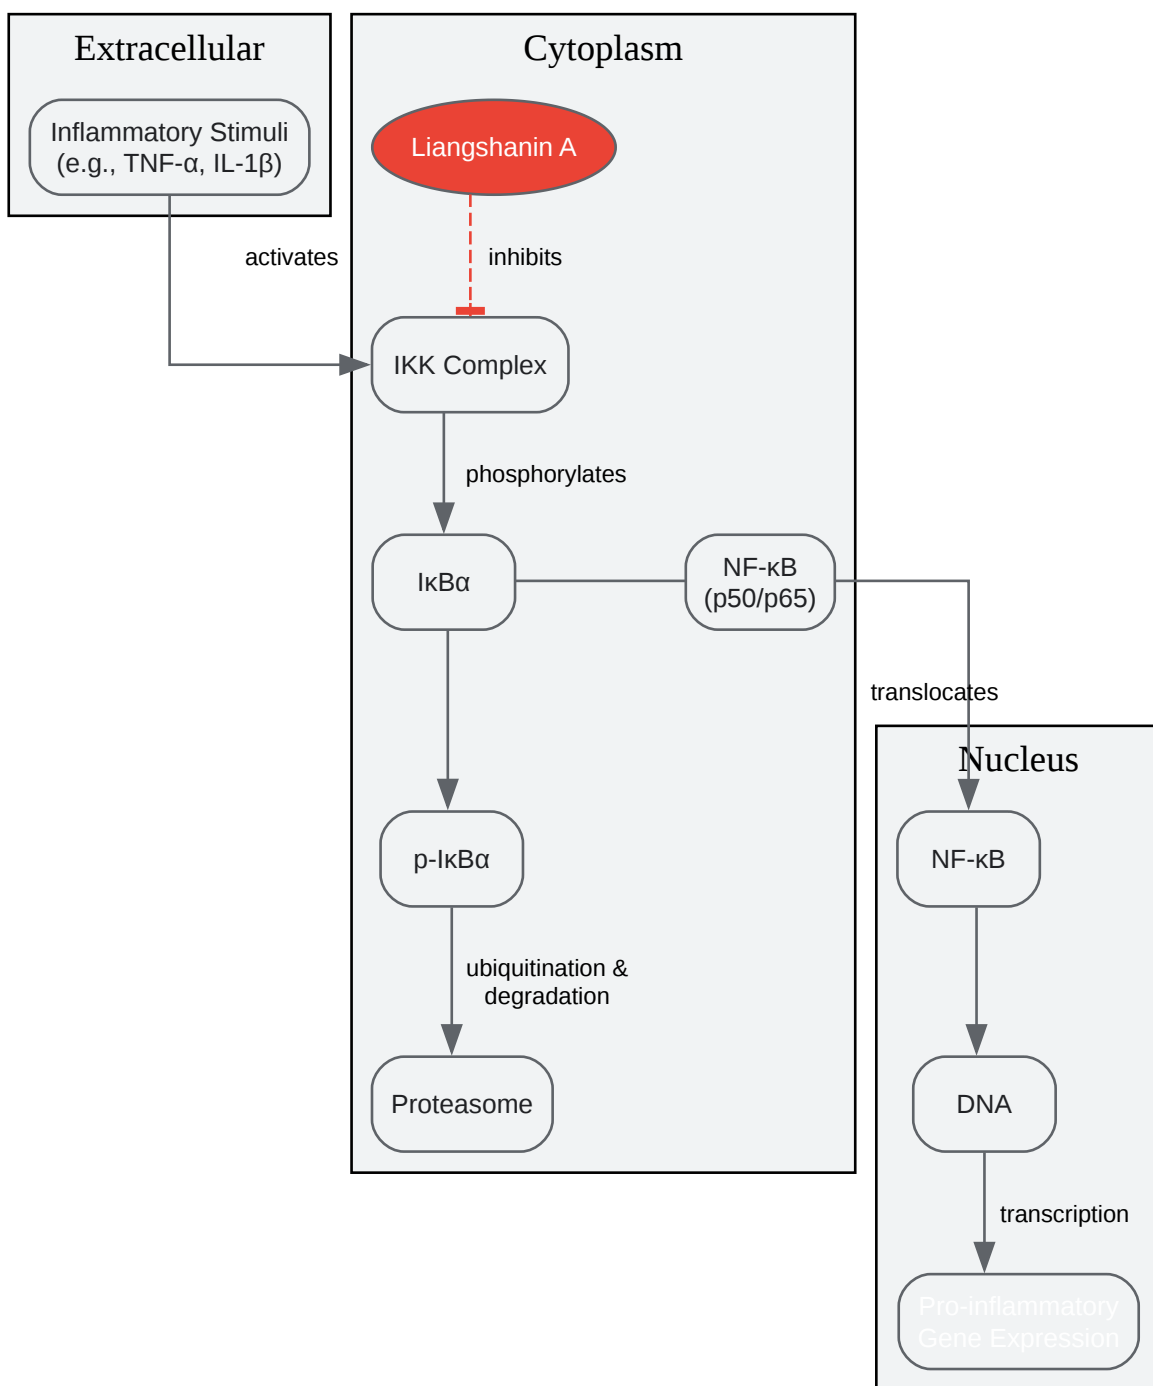 Extracellular
Inflammatory Stimuli
(e.g., TNF-α, IL-1β)
activates
Cytoplasm
Liangshanin A
inhibits
IKK Complex
phosphorylates
IκBα
NF-κB
(p50/p65)
translocates
p-IκBα
ubiquitination &
degradation
Proteasome
Nucleus
NF-κB
DNA
transcription
Pro-inflammatory
Gene Expression